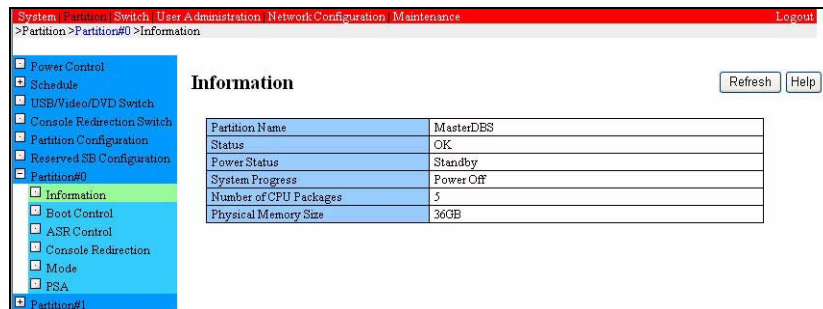 System | Partition | Switch | User Administration | Network Configuration | Maintenance Logout
>Partition >Partition#0 >Information
Power Control
Schedule
USB/Video/DVD Switch
Console Redirection Switch
Partition Configuration
Reserved SB Configuration
Partition#0
Information
Boot Control
ASR Control
Console Redirection
Mode
PSA
Partition#1
Information
Refresh Help
Partition Name MasterDBS
Status OK
Power Status Standby
System Progress Power Off
Number of CPU Packages 5
Physical Memory Size 36GB